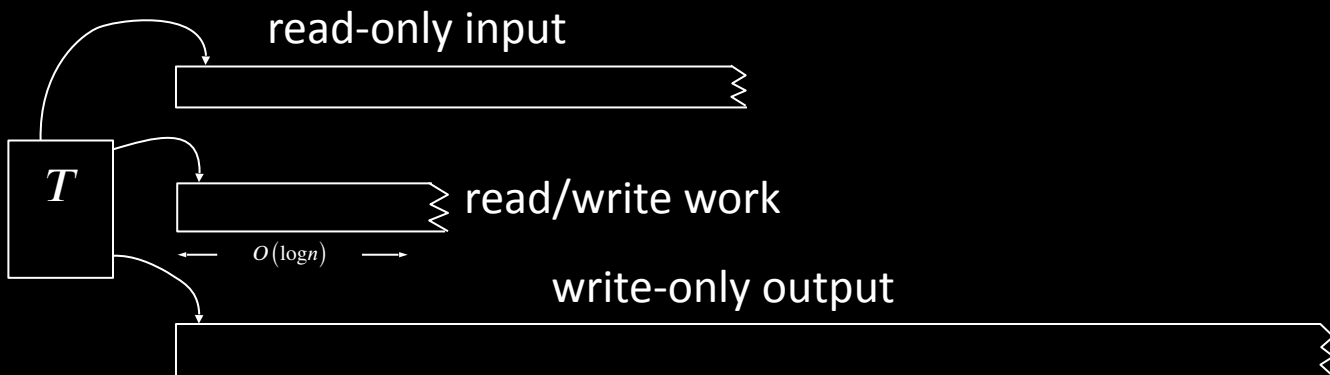 read-only input
T
read/write work
O(logn)
write-only output